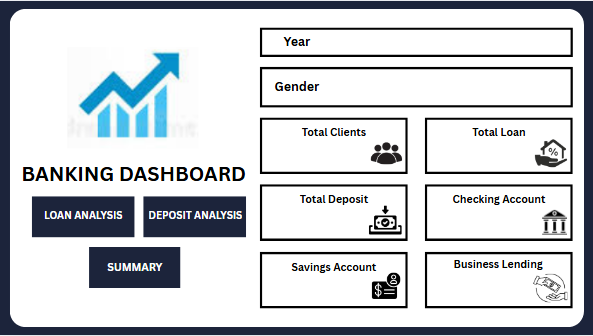 Year
Gender
Total Clients
Total Loan
BANKING DASHBOARD
Total Deposit
Checking Account
LOAN ANALYSIS
DEPOSIT ANALYSIS
SUMMARY
Savings Account
Business Lending
%
$